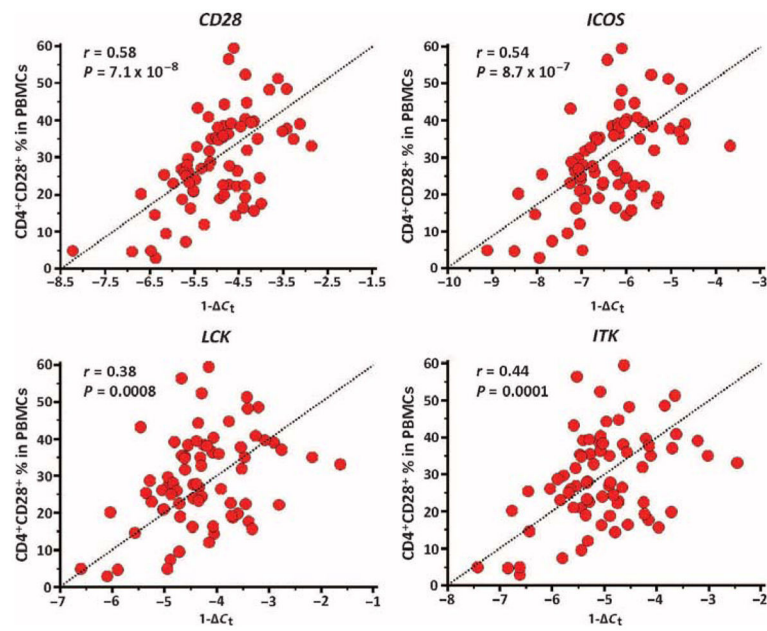 CD28
r = 0.58
P = 7.1 x 10⁻⁸
CD4⁺CD28⁺ % in PBMCs
60
50
40
30
20
10
0
−8.5 −7.5 −6.5 −5.5 −4.5 −3.5 −2.5 −1.5
1-ΔCt
ICOS
r = 0.54
P = 8.7 x 10⁻⁷
CD4⁺CD28⁺ % in PBMCs
60
50
40
30
20
10
0
−10 −9 −8 −7 −6 −5 −4 −3
1-ΔCt
LCK
r = 0.38
P = 0.0008
CD4⁺CD28⁺ % in PBMCs
60
50
40
30
20
10
0
−7 −6 −5 −4 −3 −2 −1
1-ΔCt
ITK
r = 0.44
P = 0.0001
CD4⁺CD28⁺ % in PBMCs
60
50
40
30
20
10
0
−8 −7 −6 −5 −4 −3 −2
1-ΔCt